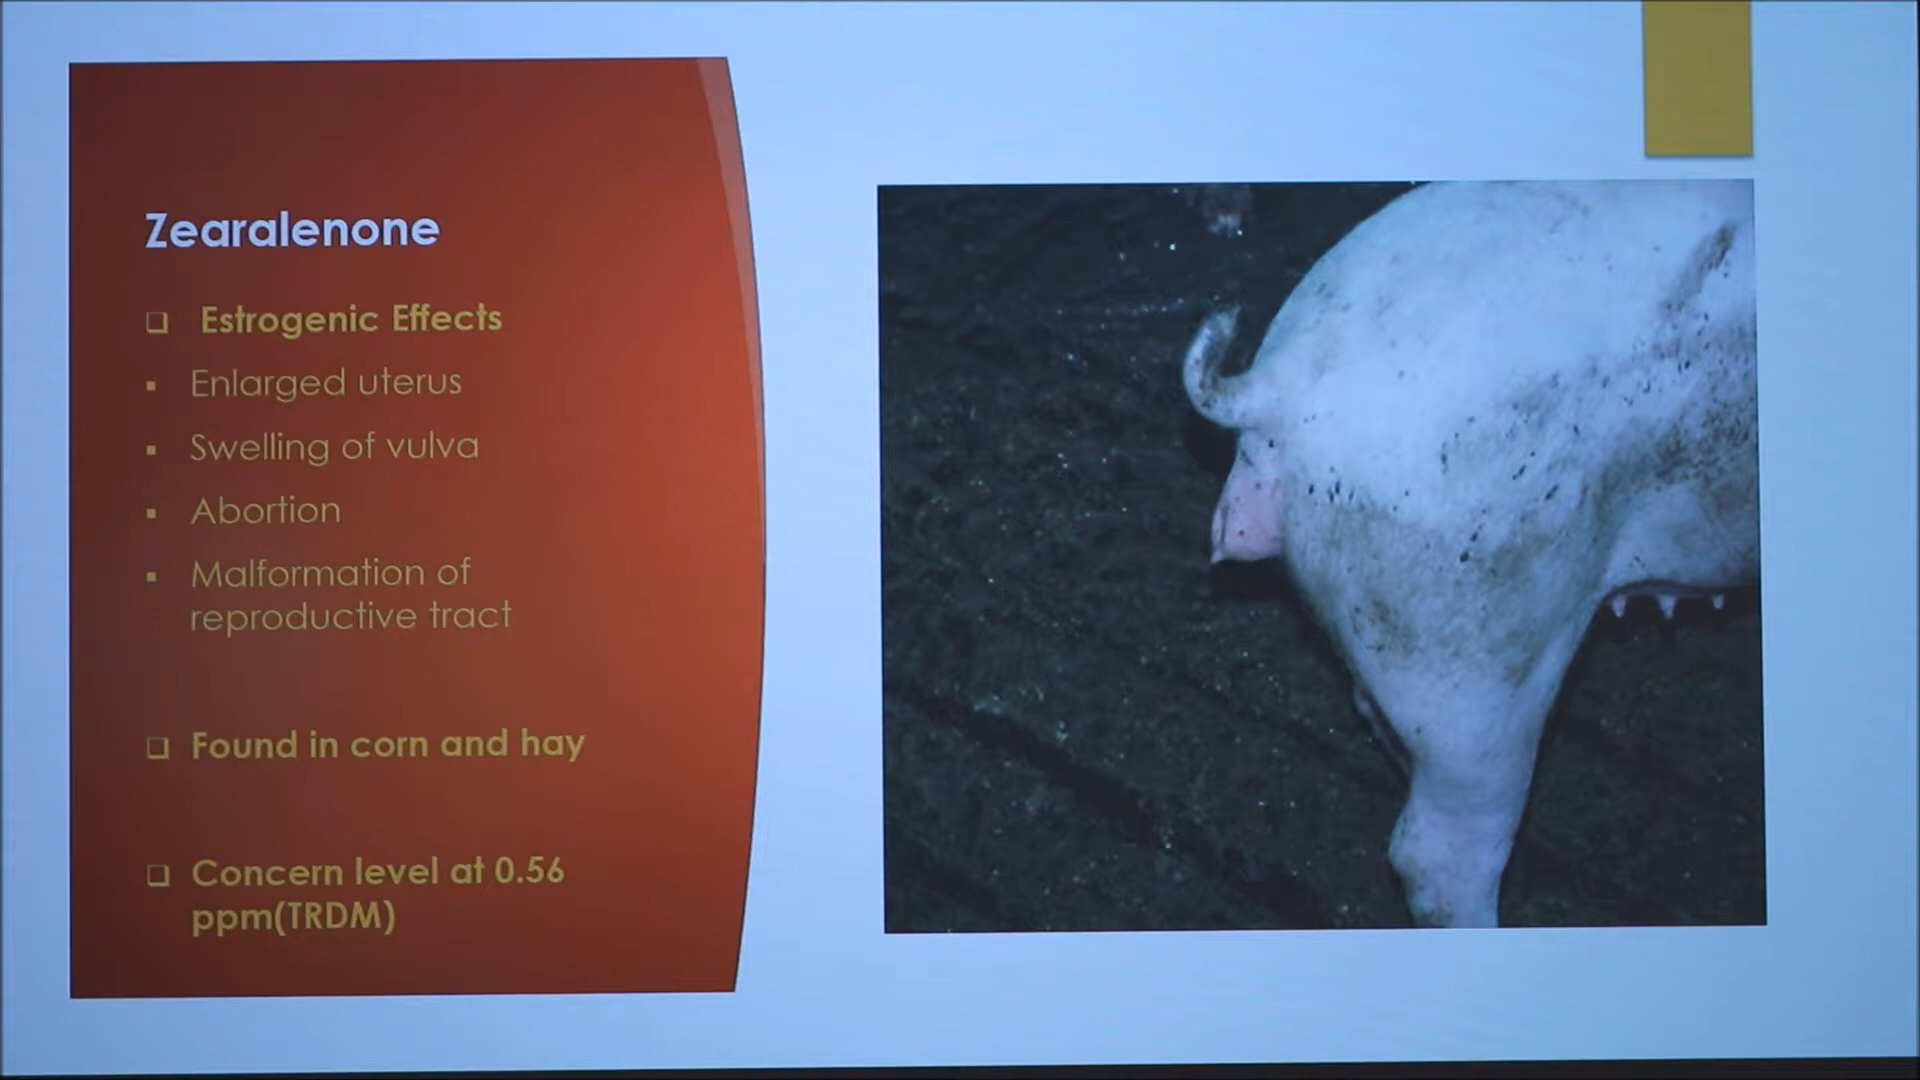 Zearalenone
Estrogenic Effects
Enlarged uterus
Swelling of vulva
Abortion
Malformation of
reproductive tract
Found in corn and hay
Concern level at 0.56
ppm(TRDM)